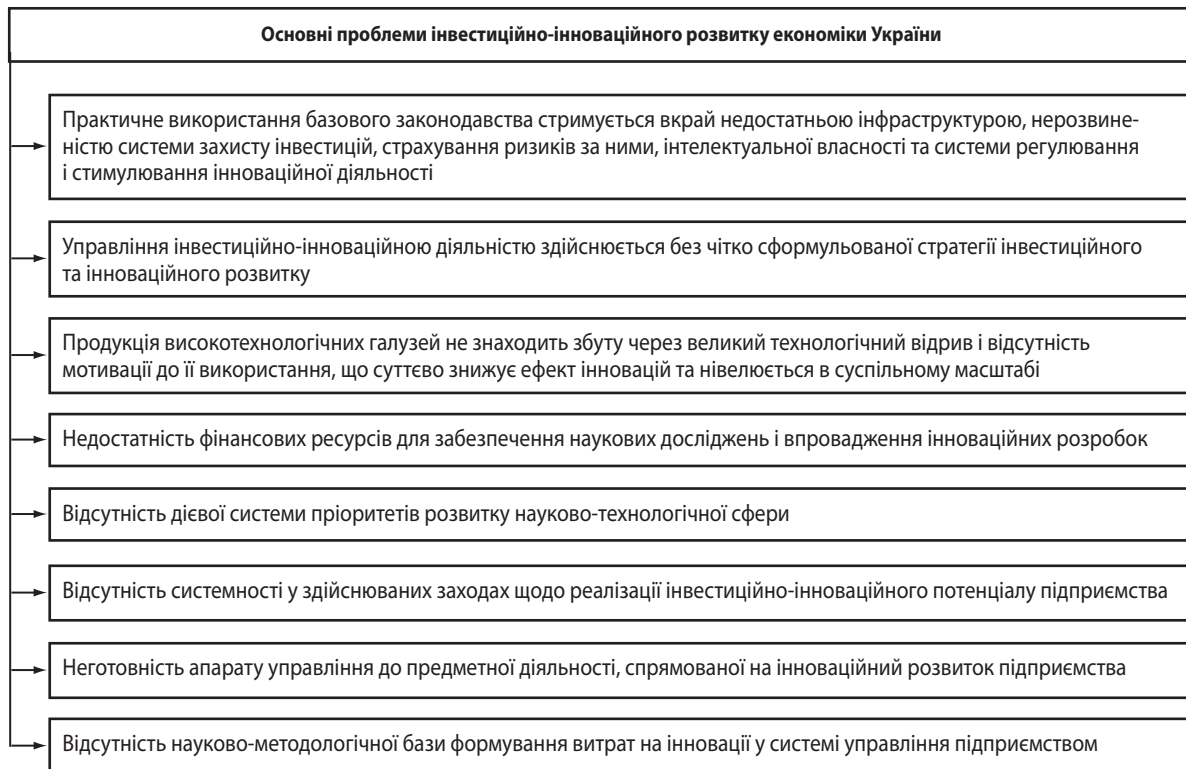 Основні проблеми інвестиційно-інноваційного розвитку економіки України
Практичне використання базового законодавства стримується вкрай недостатньою інфраструктурою, нерозвине-
ністю системи захисту інвестицій, страхування ризиків за ними, інтелектуальної власності та системи регулювання
і стимулювання інноваційної діяльності
Управління інвестиційно-інноваційною діяльністю здійснюється без чітко сформульованої стратегії інвестиційного
та інноваційного розвитку
Продукція високотехнологічних галузей не знаходить збуту через великий технологічний відрив і відсутність
мотивації до її використання, що суттєво знижує ефект інновацій та нівелюється в суспільному масштабі
Недостатність фінансових ресурсів для забезпечення наукових досліджень і впровадження інноваційних розробок
Відсутність дієвої системи пріоритетів розвитку науково-технологічної сфери
Відсутність системності у здійснюваних заходах щодо реалізації інвестиційно-інноваційного потенціалу підприємства
Неготовність апарату управління до предметної діяльності, спрямованої на інноваційний розвиток підприємства
Відсутність науково-методологічної бази формування витрат на інновації у системі управління підприємством